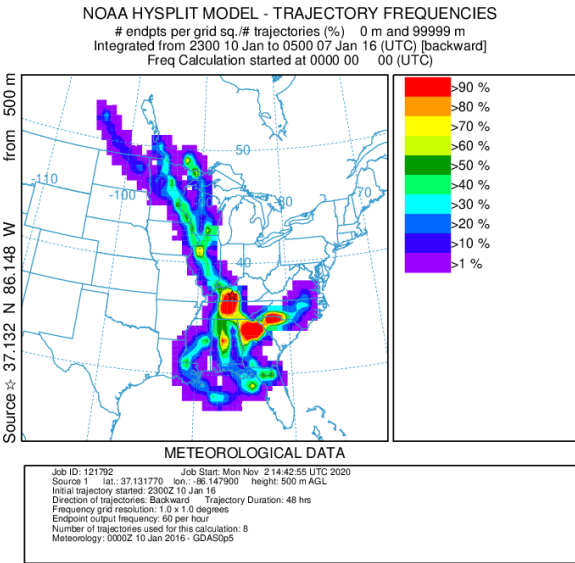 NOAA HYSPLIT MODEL - TRAJECTORY FREQUENCIES
# endpts per grid sq./# trajectories (%) 0 m and 99999 m
Integrated from 2300 10 Jan to 0500 07 Jan 16 (UTC) [backward]
Freq Calculation started at 0000 00 00 (UTC)
Source ☆ 37.132 N 86.148 W from 500 m
-110
-100
50
40
80
70
>90 %
>80 %
>70 %
>60 %
>50 %
>40 %
>30 %
>20 %
>10 %
>1 %
METEOROLOGICAL DATA
Job ID: 121792 Job Start: Mon Nov 2 14:42:55 UTC 2020
Source 1 lat.: 37.131770 lon.: -86.147900 height: 500 m AGL
Initial trajectory started: 2300Z 10 Jan 16
Direction of trajectories: Backward Trajectory Duration: 48 hrs
Frequency grid resolution: 1.0 x 1.0 degrees
Endpoint output frequency: 60 per hour
Number of trajectories used for this calculation: 8
Meteorology: 0000Z 10 Jan 2016 - GDAS0p5